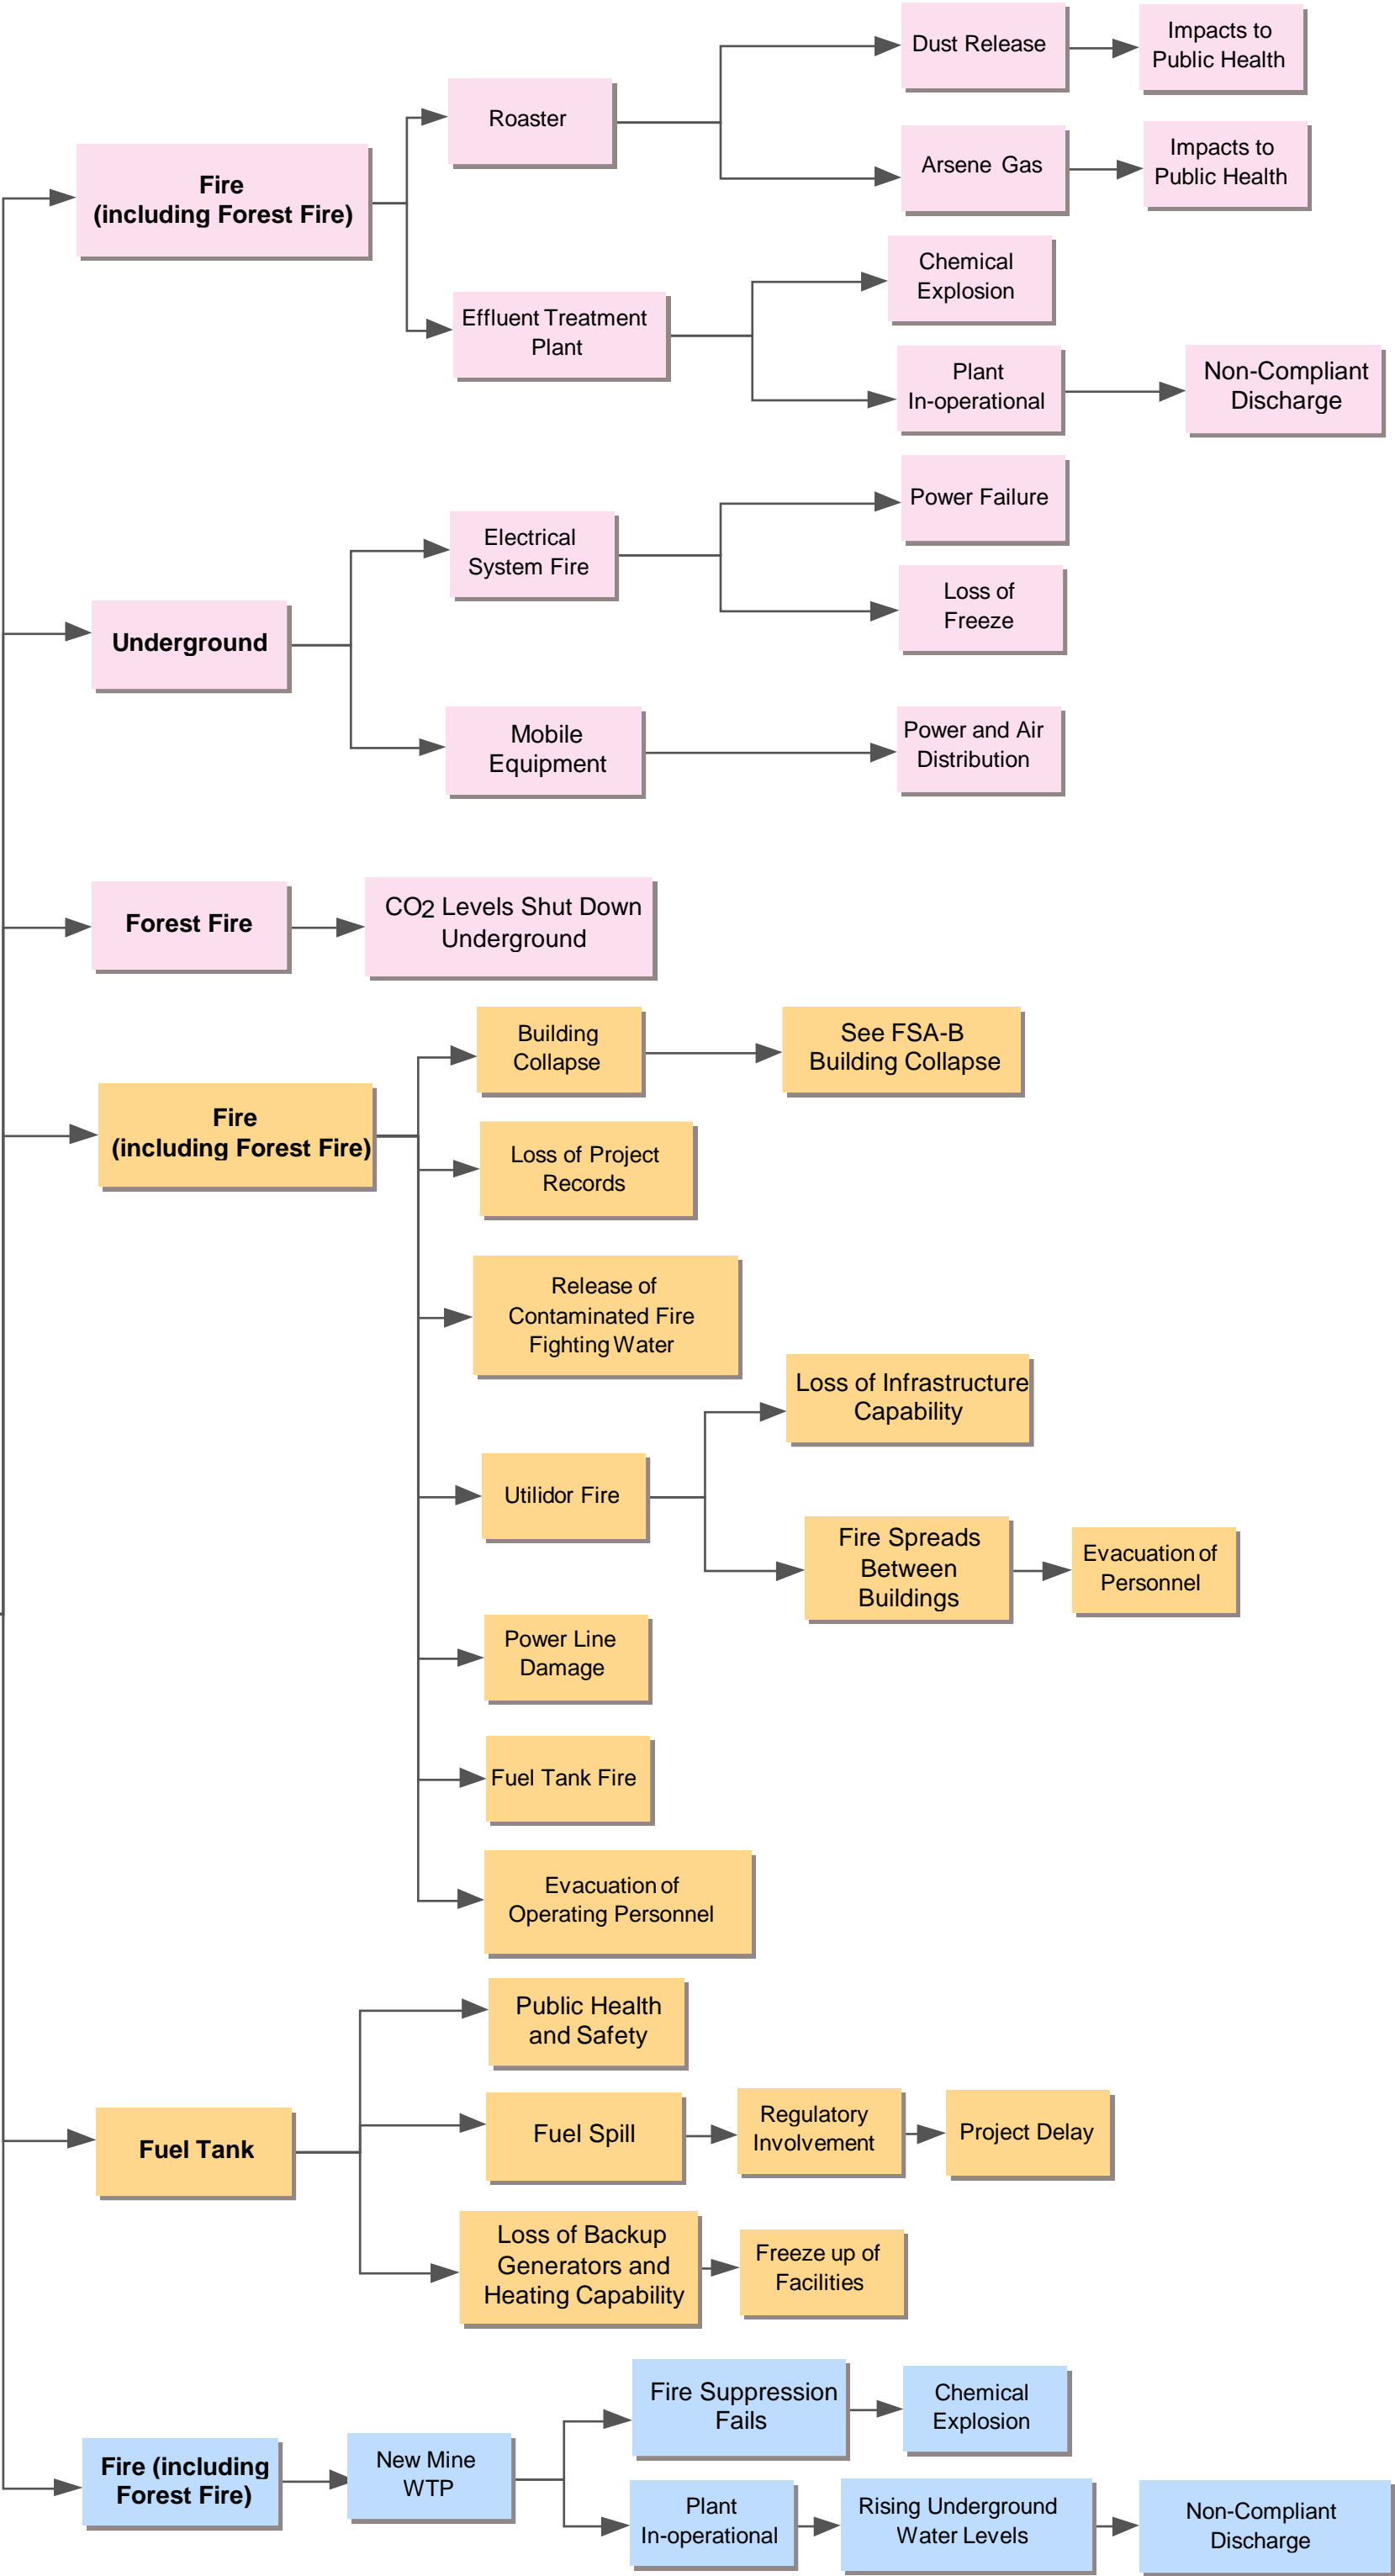 Dust Release
Impacts to
Public Health
Roaster
Arsene Gas
Impacts to
Public Health
Fire
(including Forest Fire)
Chemical
Explosion
Effluent Treatment
Plant
Plant
In-operational
Non-Compliant
Discharge
Power Failure
Electrical
System Fire
Loss of
Freeze
Underground
Mobile
Equipment
Power and Air
Distribution
Forest Fire
CO2 Levels Shut Down
Underground
Building
Collapse
See FSA-B
Building Collapse
Fire
(including Forest Fire)
Loss of Project
Records
Release of
Contaminated Fire
Fighting Water
Loss of Infrastructure
Capability
Utilidor Fire
Fire Spreads
Between
Buildings
Evacuation of
Personnel
Power Line
Damage
Fuel Tank Fire
Evacuation of
Operating Personnel
Public Health
and Safety
Fuel Tank
Fuel Spill
Regulatory
Involvement
Project Delay
Loss of Backup
Generators and
Heating Capability
Freeze up of
Facilities
Fire Suppression
Fails
Chemical
Explosion
Fire (including
Forest Fire)
New Mine
WTP
Plant
In-operational
Rising Underground
Water Levels
Non-Compliant
Discharge